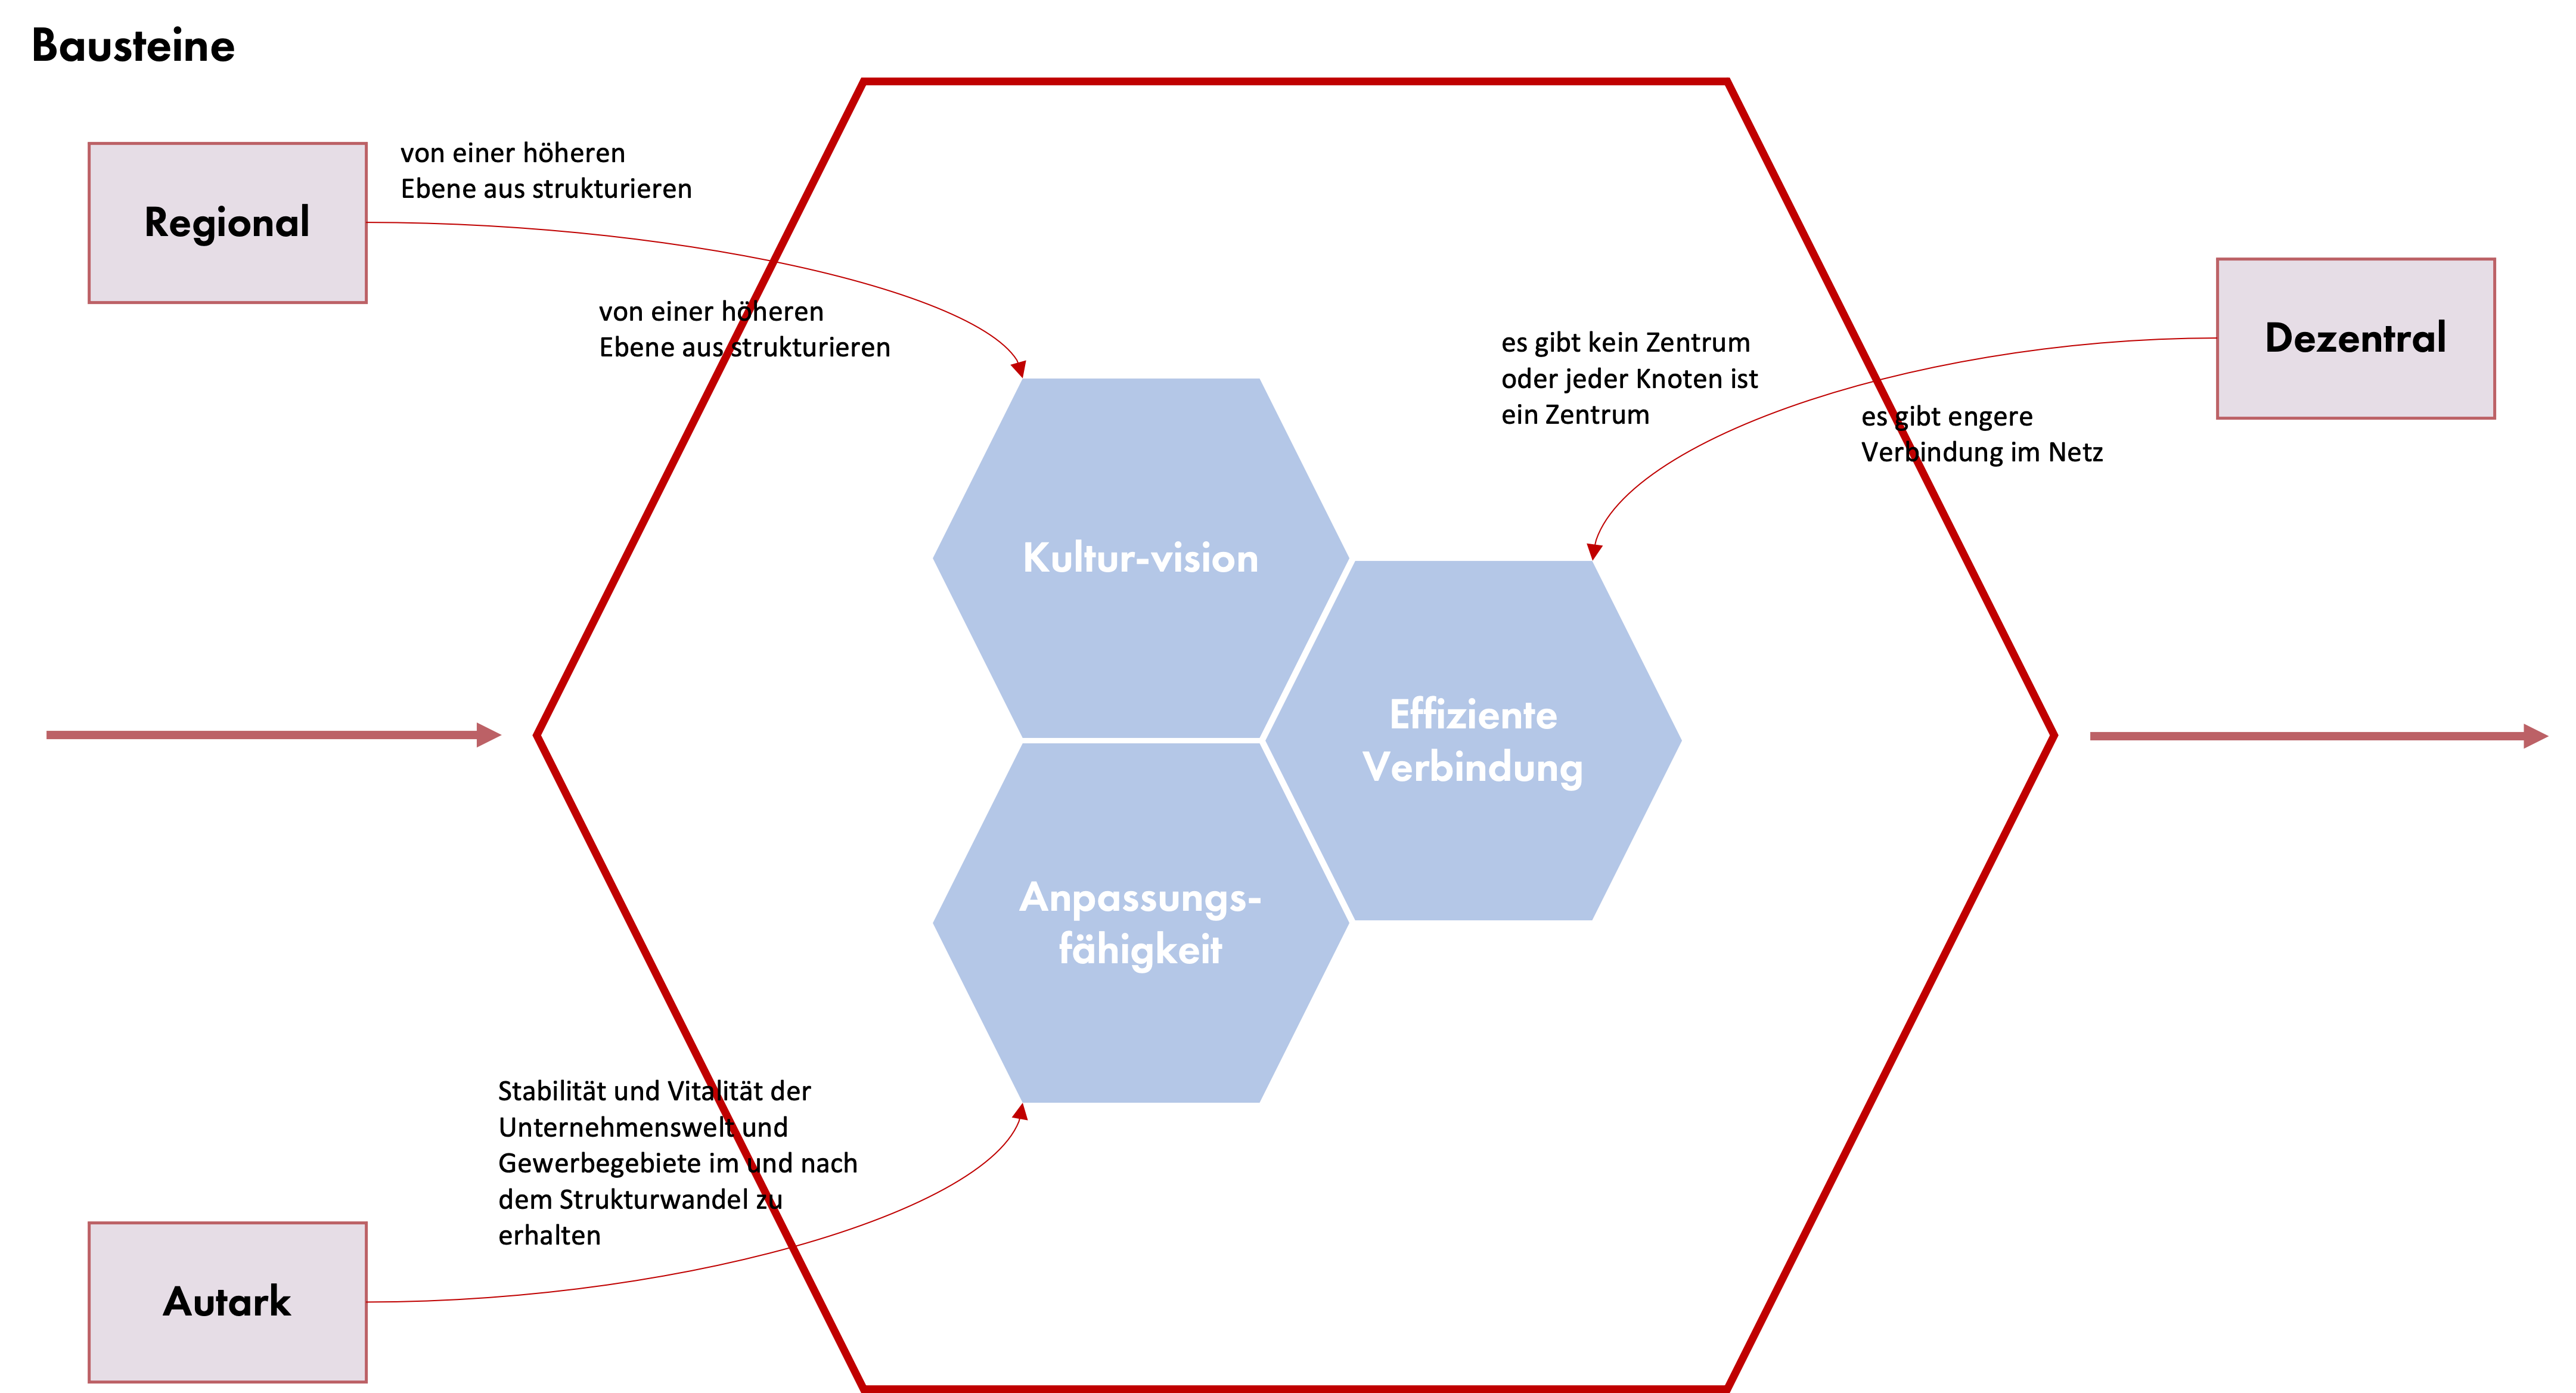 Bausteine
von einer höheren
Ebene aus strukturieren
Regional
von einer höheren
Ebene aus strukturieren
es gibt kein Zentrum
oder jeder Knoten ist
ein Zentrum
Dezentral
es gibt engere
Verbindung im Netz
Kultur-vision
Effiziente
Verbindung
Anpassungs-
fähigkeit
Stabilität und Vitalität der
Unternehmenswelt und
Gewerbegebiete im und nach
dem Strukturwandel zu
erhalten
Autark